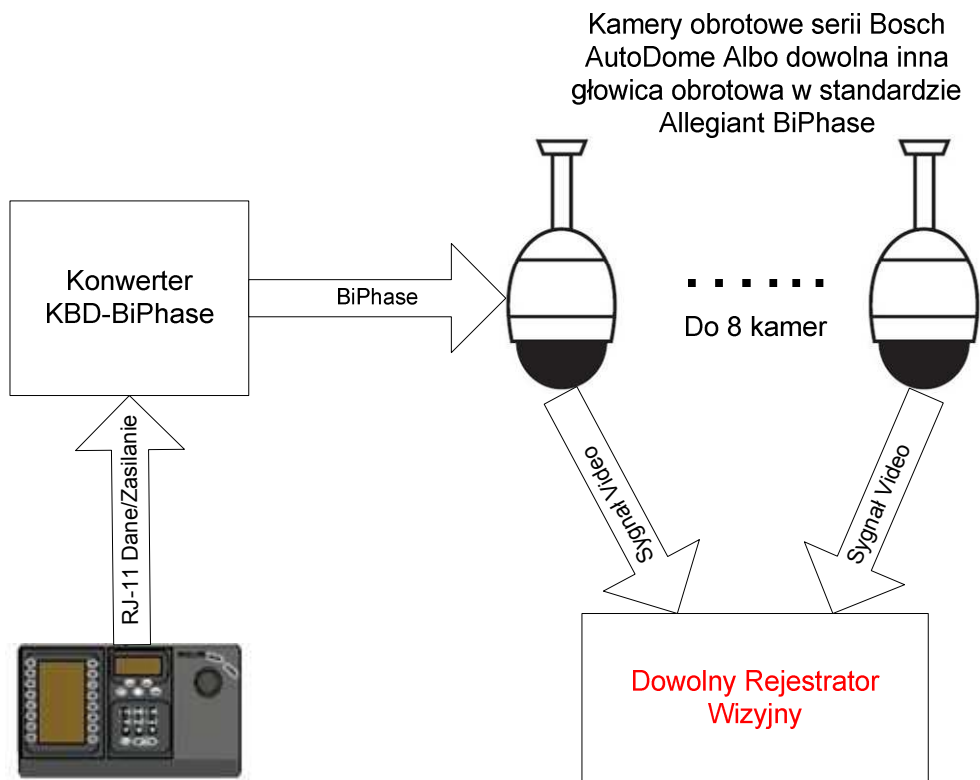 Kamery obrotowe serii Bosch
AutoDome Albo dowolna inna
głowica obrotowa w standardzie
Allegiant BiPhase
Konwerter
KBD-BiPhase
BiPhase
Do 8 kamer
RJ-11 Dane/Zasilanie
Sygnał Video
Sygnał Video
Dowolny Rejestrator
Wizyjny